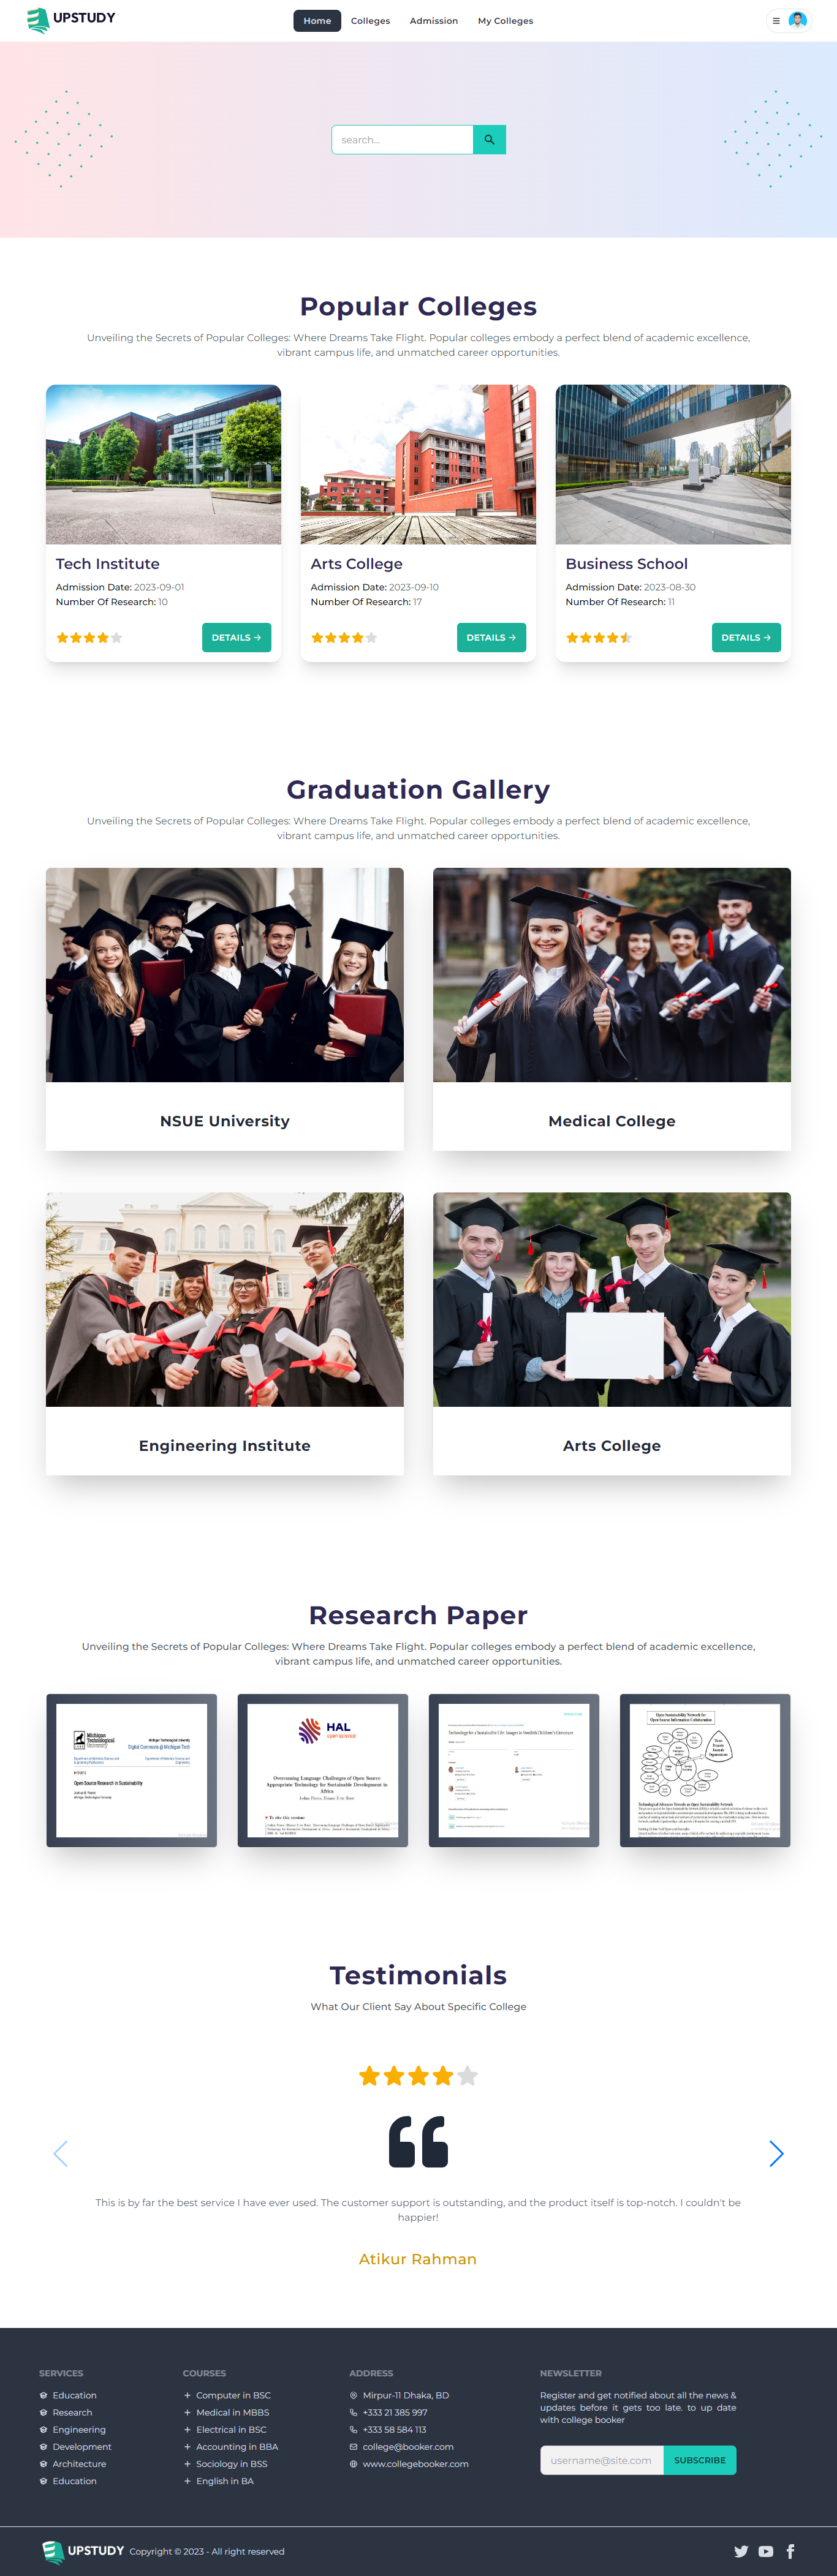 UPSTUDY
Home
Colleges
Admission
My Colleges
search...
Popular Colleges
Unveiling the Secrets of Popular Colleges: Where Dreams Take Flight. Popular colleges embody a perfect blend of academic excellence,
vibrant campus life, and unmatched career opportunities.
Tech Institute
Admission Date: 2023-09-01
Number Of Research: 10
DETAILS →
Arts College
Admission Date: 2023-09-10
Number Of Research: 17
DETAILS →
Business School
Admission Date: 2023-08-30
Number Of Research: 11
DETAILS →
Graduation Gallery
Unveiling the Secrets of Popular Colleges: Where Dreams Take Flight. Popular colleges embody a perfect blend of academic excellence,
vibrant campus life, and unmatched career opportunities.
NSUE University
Medical College
Engineering Institute
Arts College
Research Paper
Unveiling the Secrets of Popular Colleges: Where Dreams Take Flight. Popular colleges embody a perfect blend of academic excellence,
vibrant campus life, and unmatched career opportunities.
Michigan
Technological
University
Michigan Technological University
Digital Commons @ Michigan Tech
Open Source Research in Sustainability
Michigan Technological University
HAL
open science
Overcoming Language Challenges of Open Source
Appropriate Technology for Sustainable Development in
Africa
To cite this version:
Technology for a Sustainable Life: Images in Swedish Children's Literature
Open Sustainability Network for
Open Source Information Collaboration
Testimonials
What Our Client Say About Specific College
This is by far the best service I have ever used. The customer support is outstanding, and the product itself is top-notch. I couldn't be
happier!
Atikur Rahman
SERVICES
Education
Research
Engineering
Development
Architecture
Education
COURSES
Computer in BSC
Medical in MBBS
Electrical in BSC
Accounting in BBA
Sociology in BSS
English in BA
ADDRESS
Mirpur-11 Dhaka, BD
+333 21 385 997
+333 58 584 113
college@booker.com
www.collegebooker.com
NEWSLETTER
Register and get notified about all the news &
updates before it gets too late. to up date
with college booker
username@site.com
SUBSCRIBE
UPSTUDY
Copyright © 2023 - All right reserved